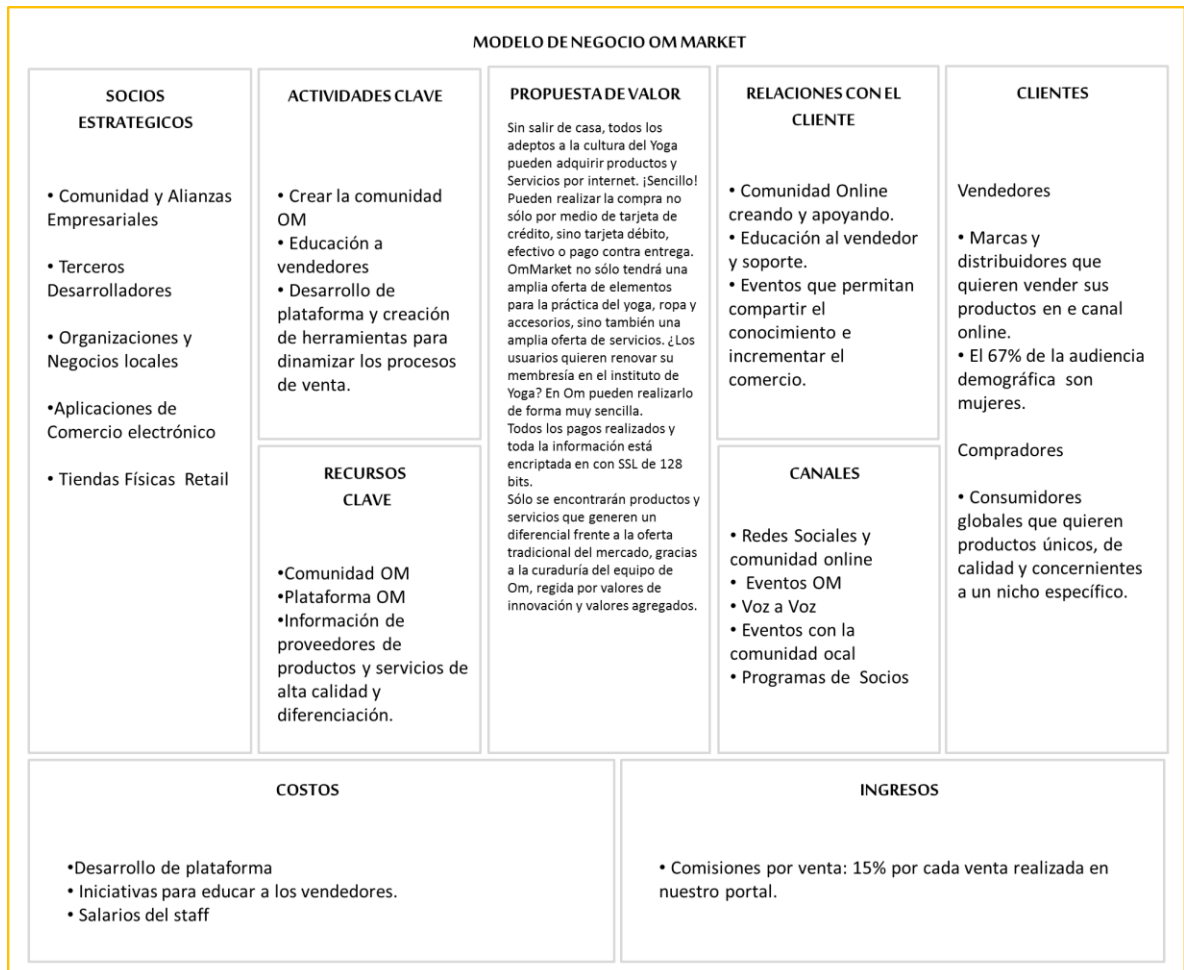 MODELO DE NEGOCIO OM MARKET
SOCIOS
ESTRATEGICOS
• Comunidad y Alianzas
Empresariales
• Terceros
Desarrolladores
• Organizaciones y
Negocios locales
•Aplicaciones de
Comercio electrónico
• Tiendas Físicas Retail
ACTIVIDADES CLAVE
• Crear la comunidad
OM
• Educación a
vendedores
• Desarrollo de
plataforma y creación
de herramientas para
dinamizar los procesos
de venta.
RECURSOS
CLAVE
•Comunidad OM
•Plataforma OM
•Información de
proveedores de
productos y servicios de
alta calidad y
diferenciación.
PROPUESTA DE VALOR
Sin salir de casa, todos los
adeptos a la cultura del Yoga
pueden adquirir productos y
Servicios por internet. ¡Sencillo!
Pueden realizar la compra no
sólo por medio de tarjeta de
crédito, sino tarjeta débito,
efectivo o pago contra entrega.
OmMarket no sólo tendrá una
amplia oferta de elementos
para la práctica del yoga, ropa y
accesorios, sino también una
amplia oferta de servicios. ¿Los
usuarios quieren renovar su
membresía en el instituto de
Yoga? En Om pueden realizarlo
de forma muy sencilla.
Todos los pagos realizados y
toda la información está
encriptada en con SSL de 128
bits.
Sólo se encontrarán productos y
servicios que generen un
diferencial frente a la oferta
tradicional del mercado, gracias
a la curaduría del equipo de
Om, regida por valores de
innovación y valores agregados.
RELACIONES CON EL
CLIENTE
• Comunidad Online
creando y apoyando.
• Educación al vendedor
y soporte.
• Eventos que permitan
compartir el
conocimiento e
incrementar el
comercio.
CANALES
• Redes Sociales y
comunidad online
• Eventos OM
• Voz a Voz
• Eventos con la
comunidad ocal
• Programas de Socios
CLIENTES
Vendedores
• Marcas y
distribuidores que
quieren vender sus
productos en e canal
online.
• El 67% de la audiencia
demográfica son
mujeres.
Compradores
• Consumidores
globales que quieren
productos únicos, de
calidad y concernientes
a un nicho específico.
COSTOS
•Desarrollo de plataforma
• Iniciativas para educar a los vendedores.
• Salarios del staff
INGRESOS
• Comisiones por venta: 15% por cada venta realizada en
nuestro portal.